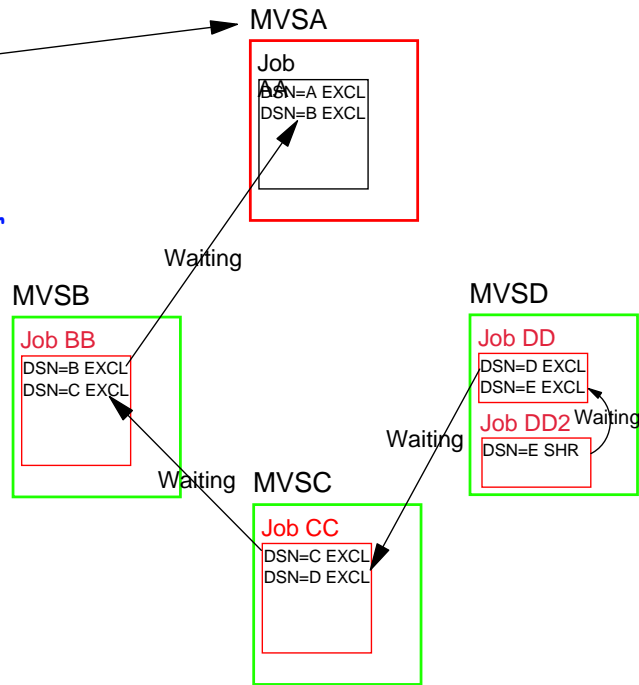 MVSA
Job
AA
DSN=A EXCL
DSN=B EXCL
Waiting
MVSB
Job BB
DSN=B EXCL
DSN=C EXCL
MVSD
Job DD
DSN=D EXCL
DSN=E EXCL
Job DD2
Waiting
DSN=E SHR
Waiting
Waiting
MVSC
Job CC
DSN=C EXCL
DSN=D EXCL